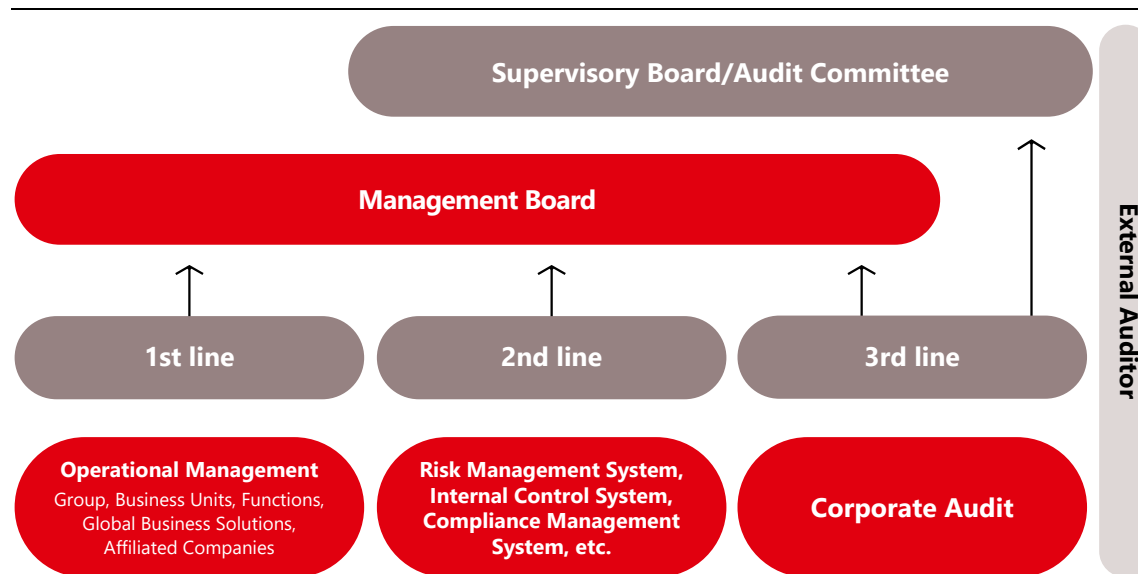 Supervisory Board/Audit Committee
Management Board
1st line
2nd line
3rd line
Operational Management
Group, Business Units, Functions,
Global Business Solutions,
Affiliated Companies
Risk Management System,
Internal Control System,
Compliance Management
System, etc.
Corporate Audit
External Auditor